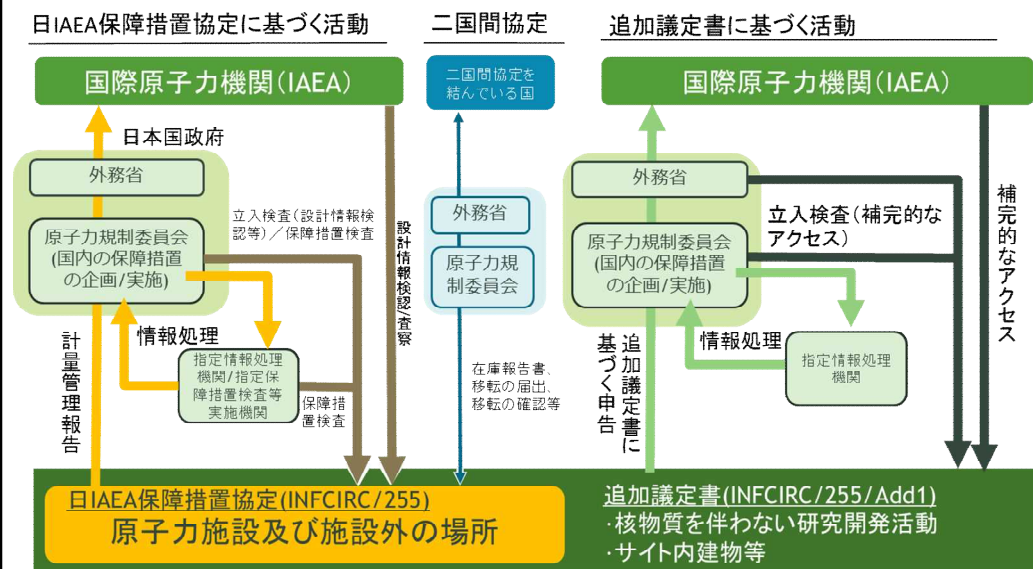 日IAEA保障措置協定に基づく活動
二国間協定
追加議定書に基づく活動
国際原子力機関(IAEA)
二国間協定を
結んでいる国
国際原子力機関(IAEA)
日本国政府
外務省
原子力規制委員会
(国内の保障措置
の企画/実施)
立入検査(設計情報検
認等)/保障措置検査
設計情報検認/査察
情報処理
計量管理報告
指定情報処理
機関/指定保
障措置検査等
実施機関
保障措
置検査
外務省
原子力規
制委員会
在庫報告書、
移転の届出、
移転の確認等
外務省
原子力規制委員会
(国内の保障措置
の企画/実施)
立入検査(補完的な
アクセス)
補完的なアクセス
情報処理
追加議定書に
基づく申告
指定情報処理
機関
日IAEA保障措置協定(INFCIRC/255)
原子力施設及び施設外の場所
追加議定書(INFCIRC/255/Add1)
·核物質を伴わない研究開発活動
·サイト内建物等